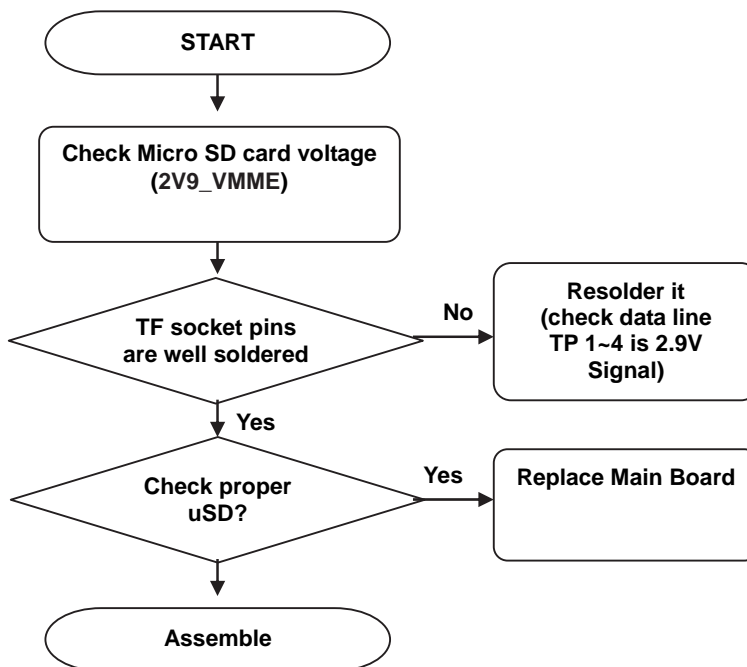 START
Check Micro SD card voltage
(2V9_VMME)
TF socket pins
are well soldered
No
Resolder it
(check data line
TP 1~4 is 2.9V
Signal)
Yes
Check proper
uSD?
Yes
Replace Main Board
Assemble